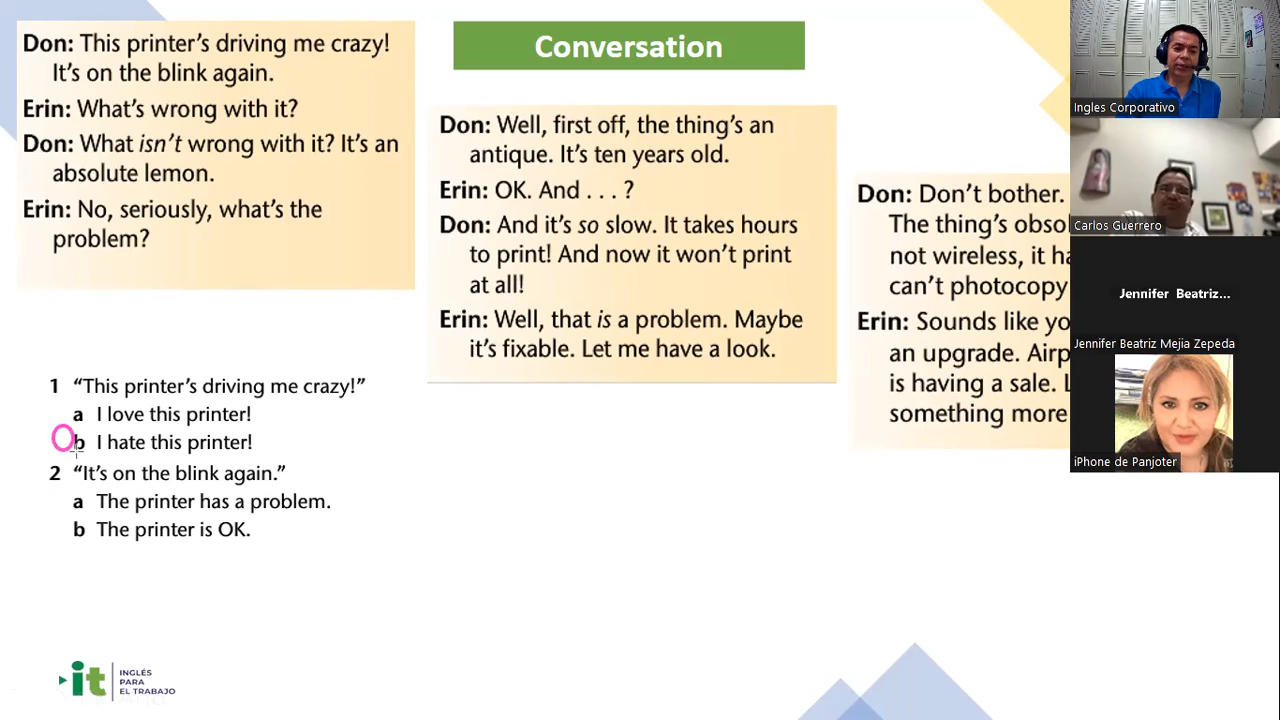 Conversation
Don: This printer's driving me crazy!
It's on the blink again.
Erin: What's wrong with it?
Don: What isn't wrong with it? It's an
absolute lemon.
Erin: No, seriously, what's the
problem?
Don: Well, first off, the thing's an
antique. It's ten years old.
Erin: OK. And . . . ?
Don: And it's so slow. It takes hours
to print! And now it won't print
at all!
Erin: Well, that is a problem. Maybe
it's fixable. Let me have a look.
Don: Don't bother.
The thing's
not wireless, it
can't photocopy
Erin: Sounds like
an upgrade.
is having a sale.
something more
1 “This printer's driving me crazy!”
a I love this printer!
b I hate this printer!
2 “It's on the blink again.”
a The printer has a problem.
b The printer is OK.
it
INGLÉS
PARA
EL TRABAJO
Ingles Corporativo
Carlos Guerrero
Jennifer Beatriz...
Jennifer Beatriz Mejia Zepeda
iPhone de Panjoter